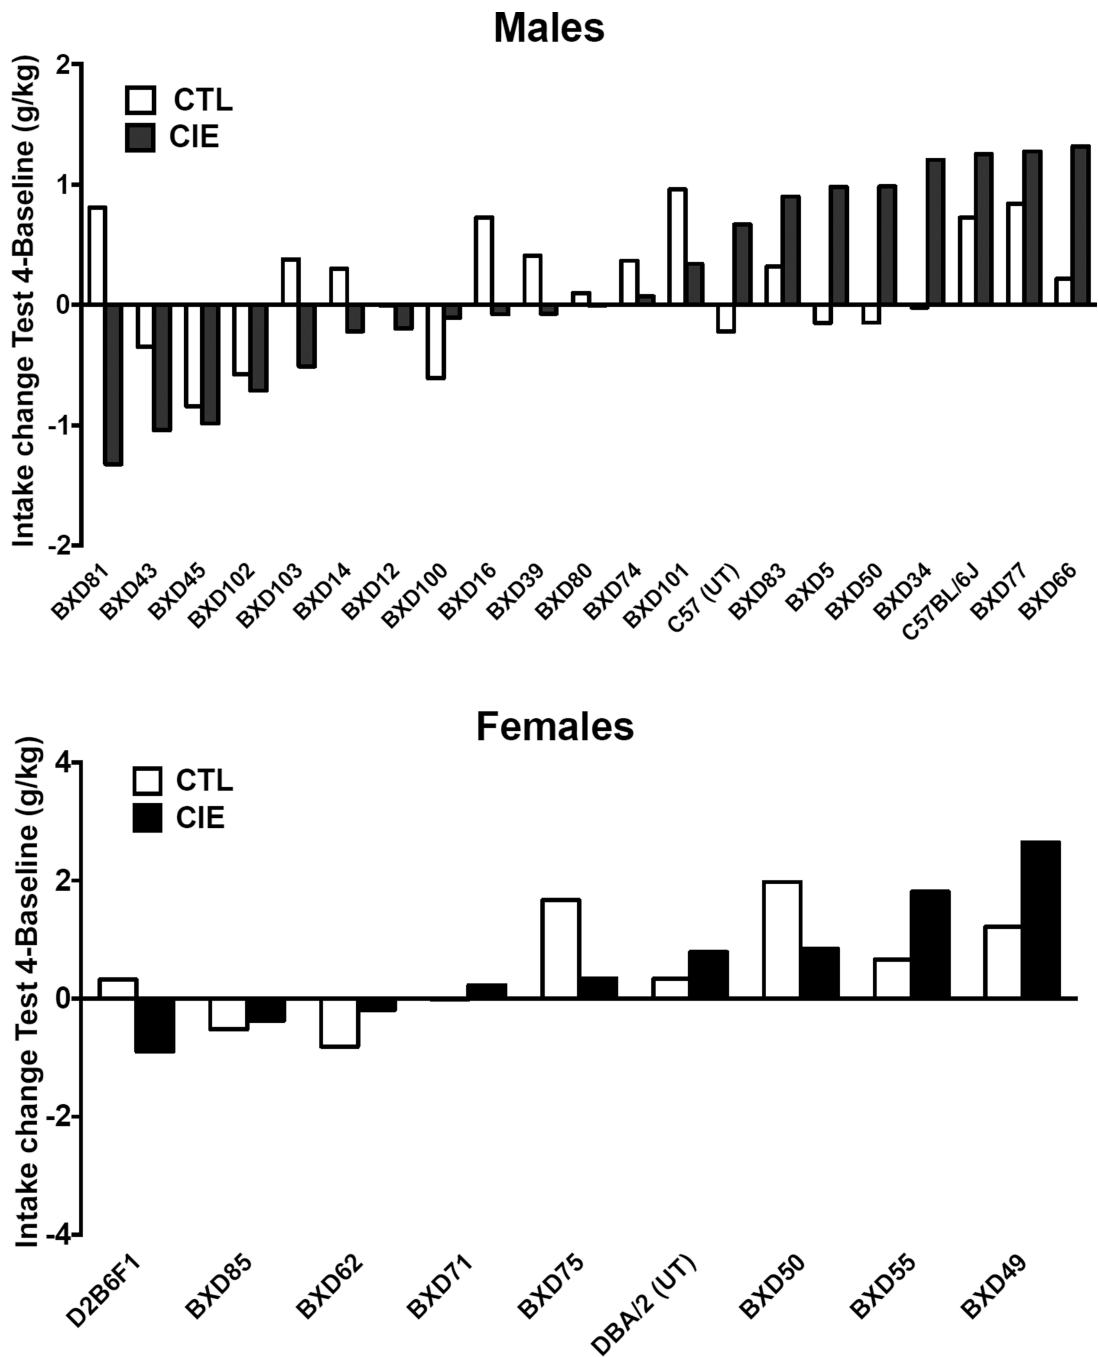 Males
Intake change Test 4-Baseline (g/kg)
CTL
CIE
2
1
0
-1
-2
BXD81
BXD43
BXD45
BXD102
BXD103
BXD14
BXD12
BXD100
BXD16
BXD39
BXD80
BXD74
BXD101
C57 (UT)
BXD83
BXD5
BXD50
BXD34
C57BL/6J
BXD77
BXD66
Females
Intake change Test 4-Baseline (g/kg)
CTL
CIE
4
2
0
-2
-4
D2B6F1
BXD85
BXD62
BXD71
BXD75
DBA/2 (UT)
BXD50
BXD55
BXD49